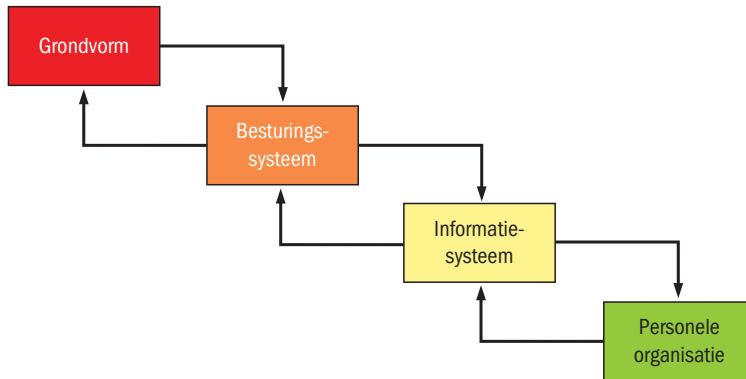 Grondvorm
Besturings-
systeem
Informatie-
systeem
Personele
organisatie